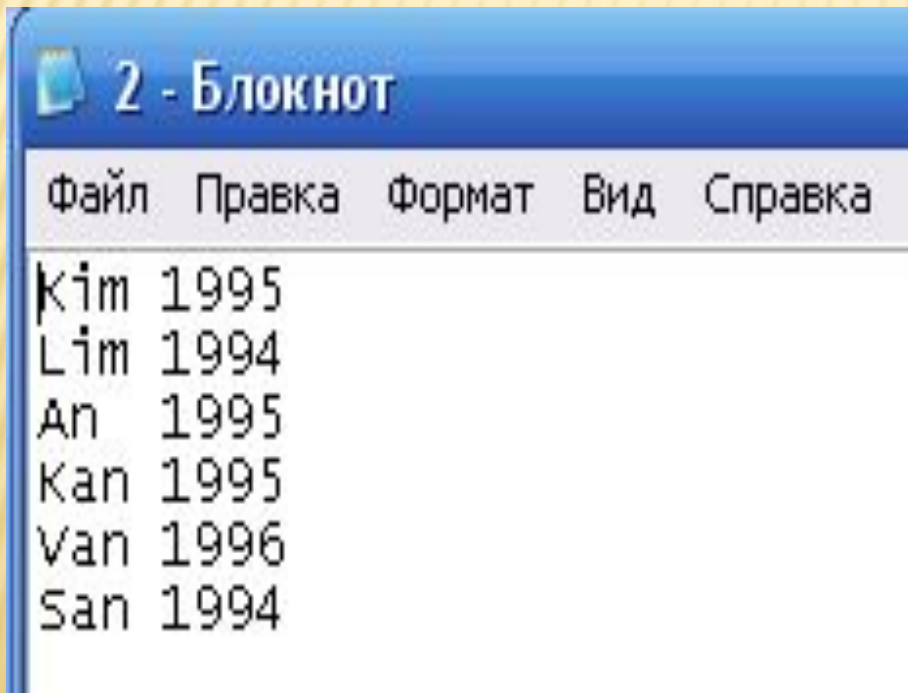 2 - Блокнот
Файл Правка Формат Вид Справка
Kim 1995
Lim 1994
An  1995
Kan 1995
Van 1996
San 1994